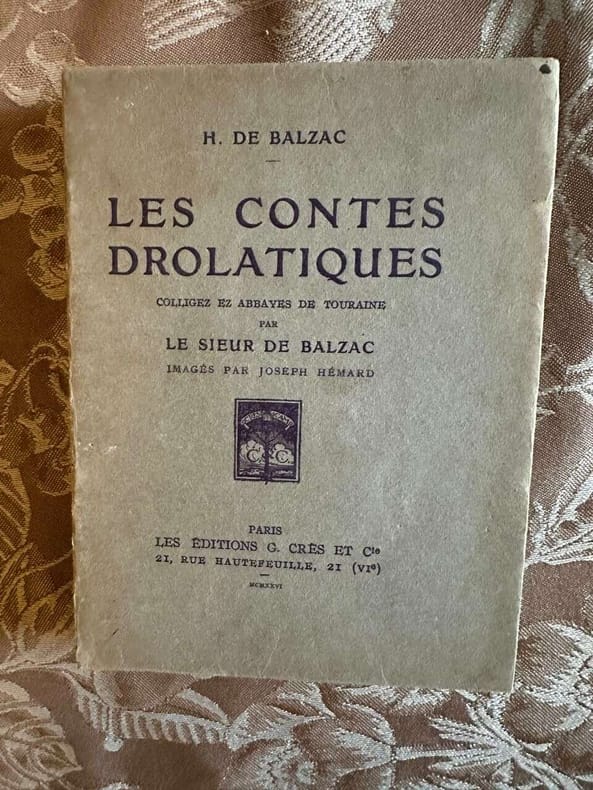 H. DE BALZAC
LES CONTES
DROLATIQUES
COLLIGEZ EZ ABBAYES DE TOURAINE
PAR
LE SIEUR DE BALZAC
IMAGÉS PAR JOSEPH HÉMARD
C S C
PARIS
LES ÉDITIONS G. CRÈS ET Cie
21, RUE HAUTEFEUILLE, 21 (VIe)
MCMXXVI